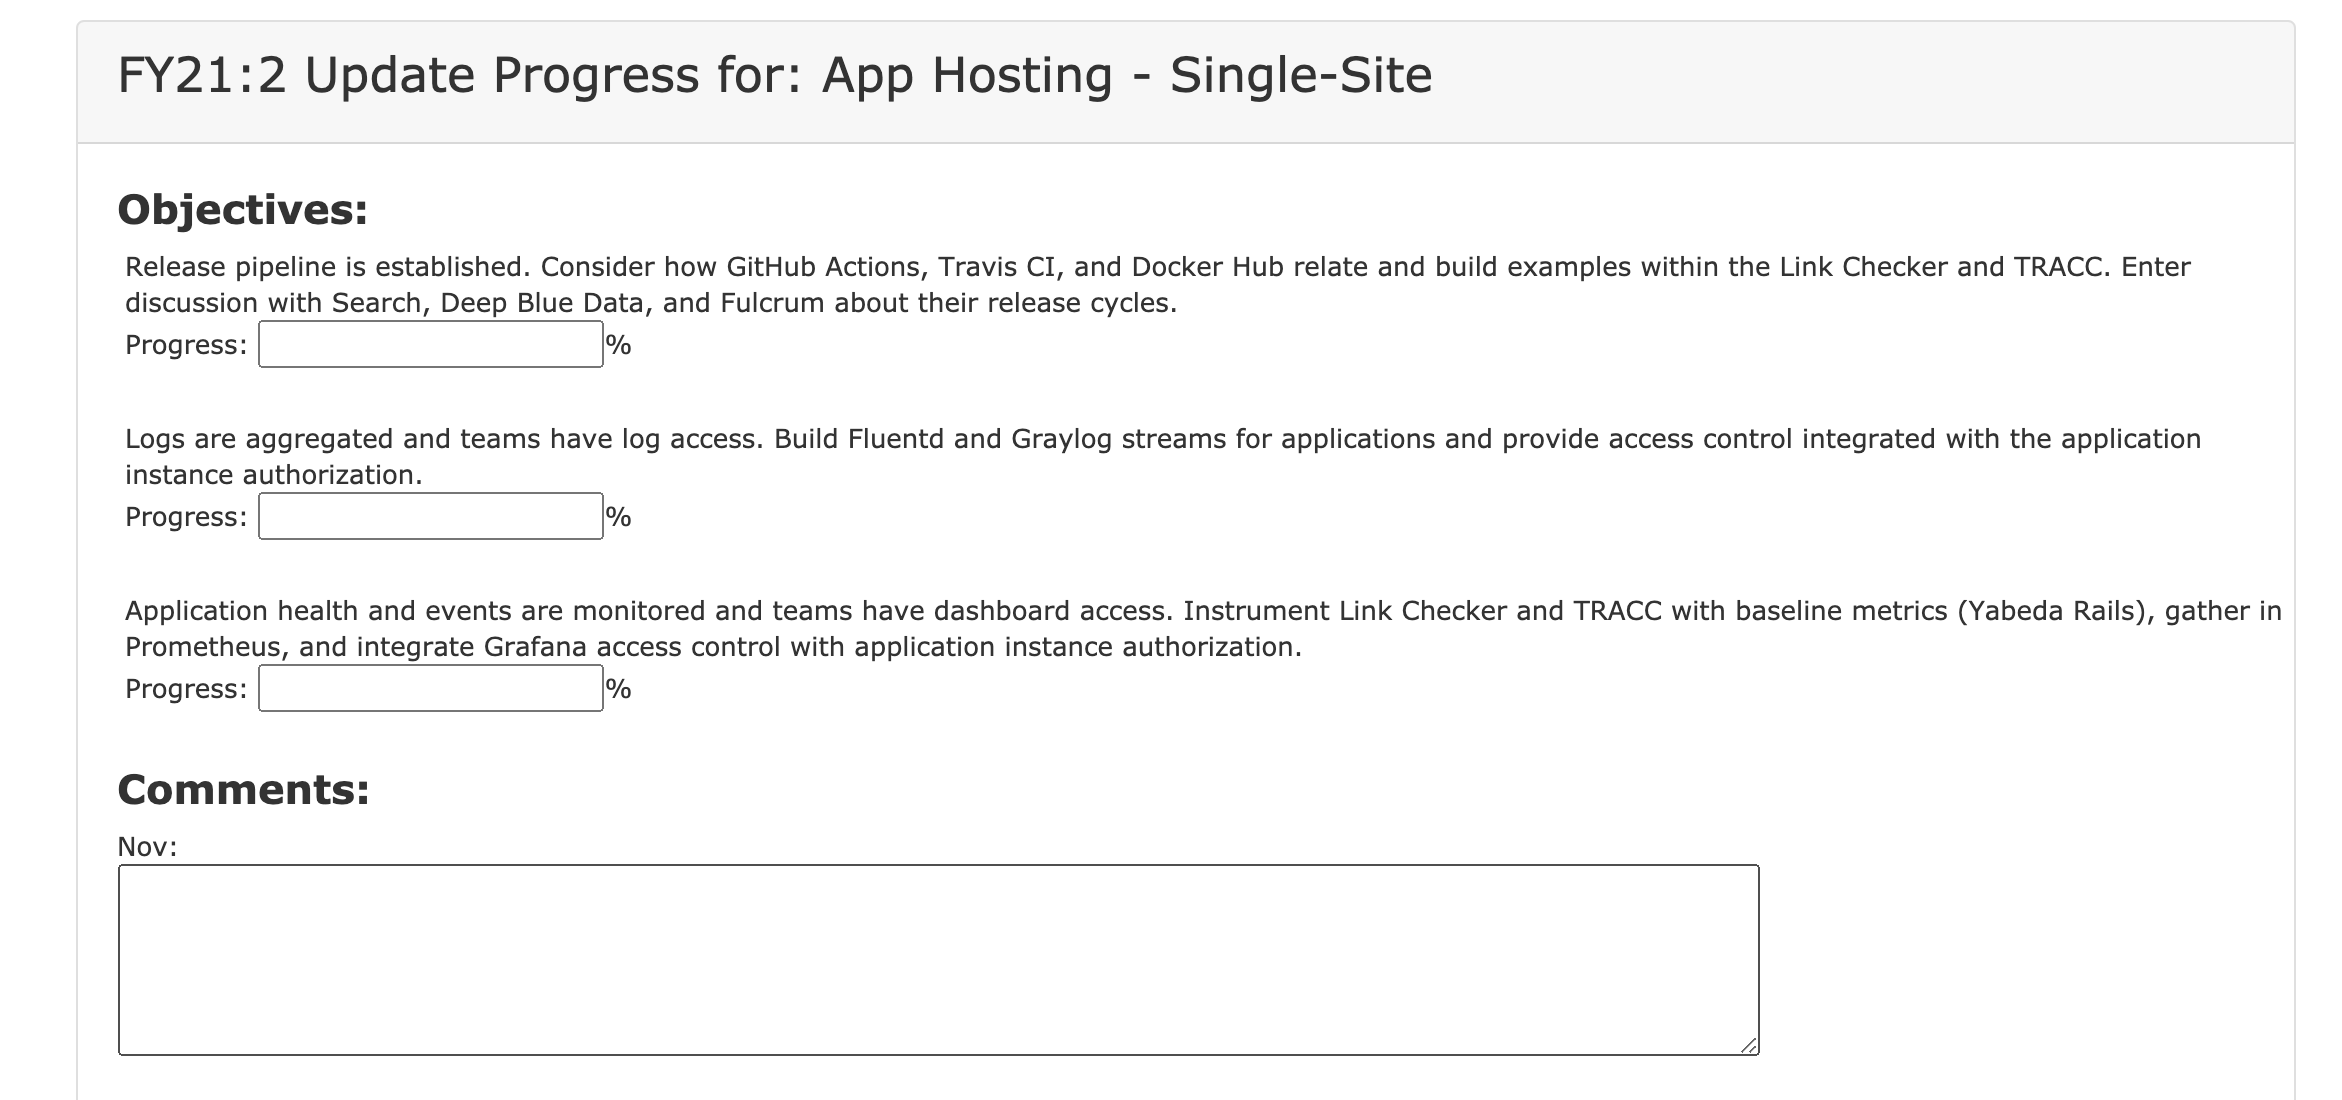 FY21:2 Update Progress for: App Hosting - Single-Site
Objectives:
Release pipeline is established. Consider how GitHub Actions, Travis CI, and Docker Hub relate and build examples within the Link Checker and TRACC. Enter
discussion with Search, Deep Blue Data, and Fulcrum about their release cycles.
Progress: %
Logs are aggregated and teams have log access. Build Fluentd and Graylog streams for applications and provide access control integrated with the application
instance authorization.
Progress: %
Application health and events are monitored and teams have dashboard access. Instrument Link Checker and TRACC with baseline metrics (Yabeda Rails), gather in
Prometheus, and integrate Grafana access control with application instance authorization.
Progress: %
Comments:
Nov: